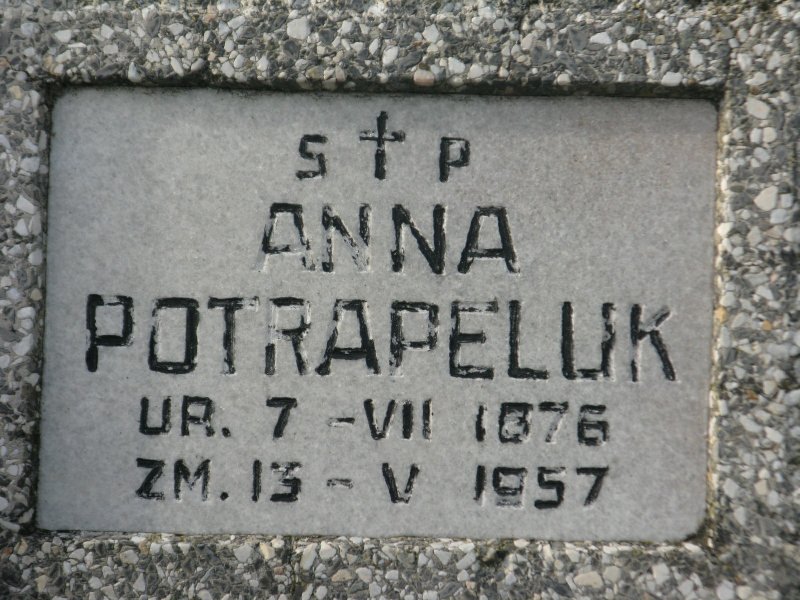 S † P
ANNA
POTRAPELUK
UR. 7 - VII 1876
ZM. 13 - V 1957